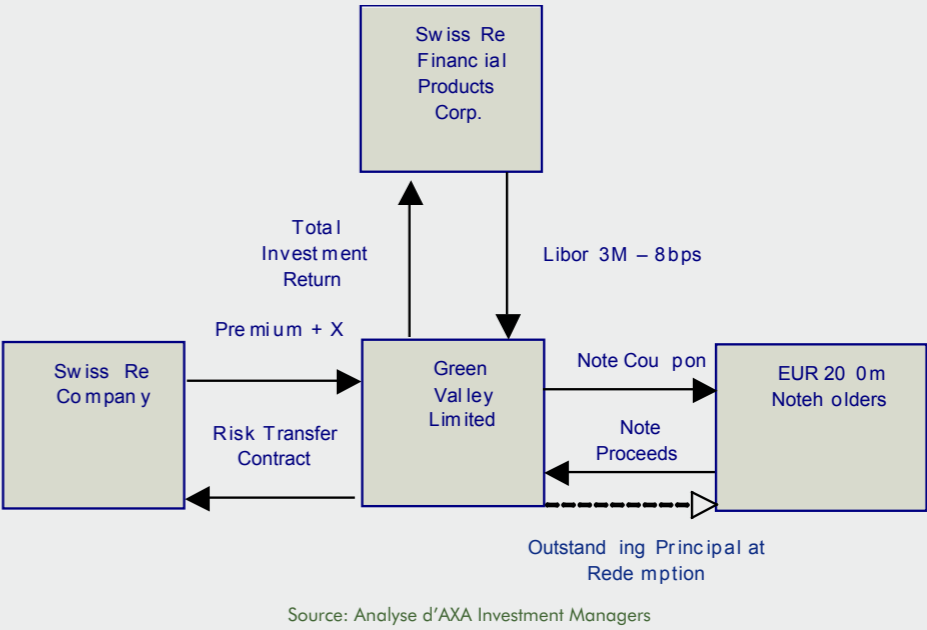 Swiss Re
Financial
Products
Corp.
Total
Investment
Return
Libor 3M – 8bps
Premium + X
Swiss Re
Company
Risk Transfer
Contract
Green
Valley
Limited
Note Coupon
Note
Proceeds
EUR 200m
Noteholders
Outstanding Principal at
Redemption
Source: Analyse d'AXA Investment Managers